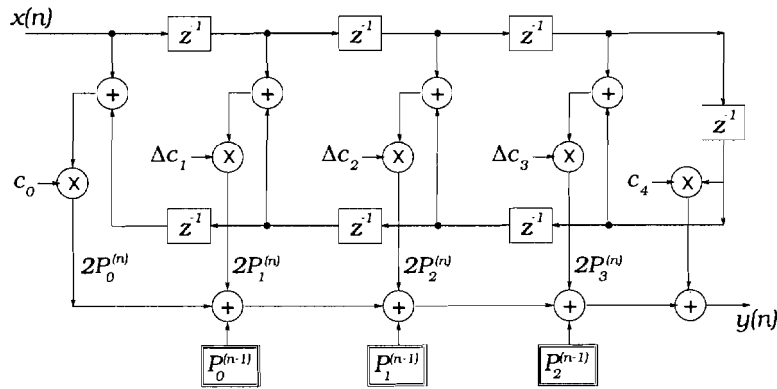 x(n)
z⁻¹ z⁻¹ z⁻¹
+ + + +
z⁻¹
Δc₁ X Δc₂ X Δc₃ X
c₀ X c₄ X
z⁻¹ z⁻¹ z⁻¹
2P₀⁽ⁿ⁾ 2P₁⁽ⁿ⁾ 2P₂⁽ⁿ⁾ 2P₃⁽ⁿ⁾
+ + + +
y(n)
P₀⁽ⁿ⁻¹⁾ P₁⁽ⁿ⁻¹⁾ P₂⁽ⁿ⁻¹⁾